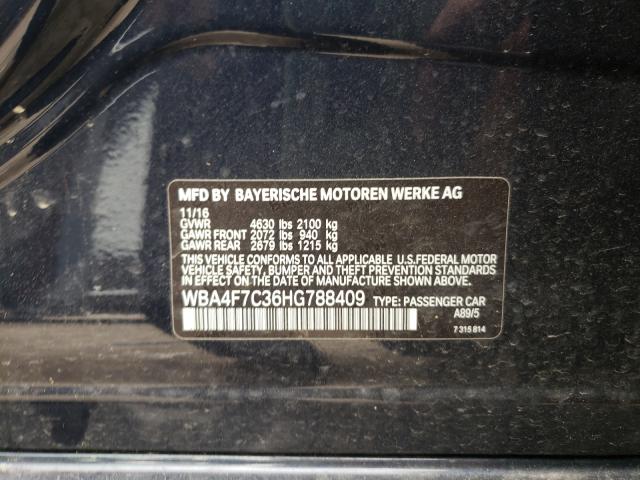 MFD BY BAYERISCHE MOTOREN WERKE AG
11/16
GVWR 4630 lbs 2100 kg
GAWR FRONT 2072 lbs 940 kg
GAWR REAR 2679 lbs 1215 kg
THIS VEHICLE CONFORMS TO ALL APPLICABLE U.S.FEDERAL MOTOR
VEHICLE SAFETY, BUMPER, AND THEFT PREVENTION STANDARDS
IN EFFECT ON THE DATE OF MANUFACTURE SHOWN ABOVE.
WBA4F7C36HG788409 TYPE: PASSENGER CAR
A89/5
7 315 814